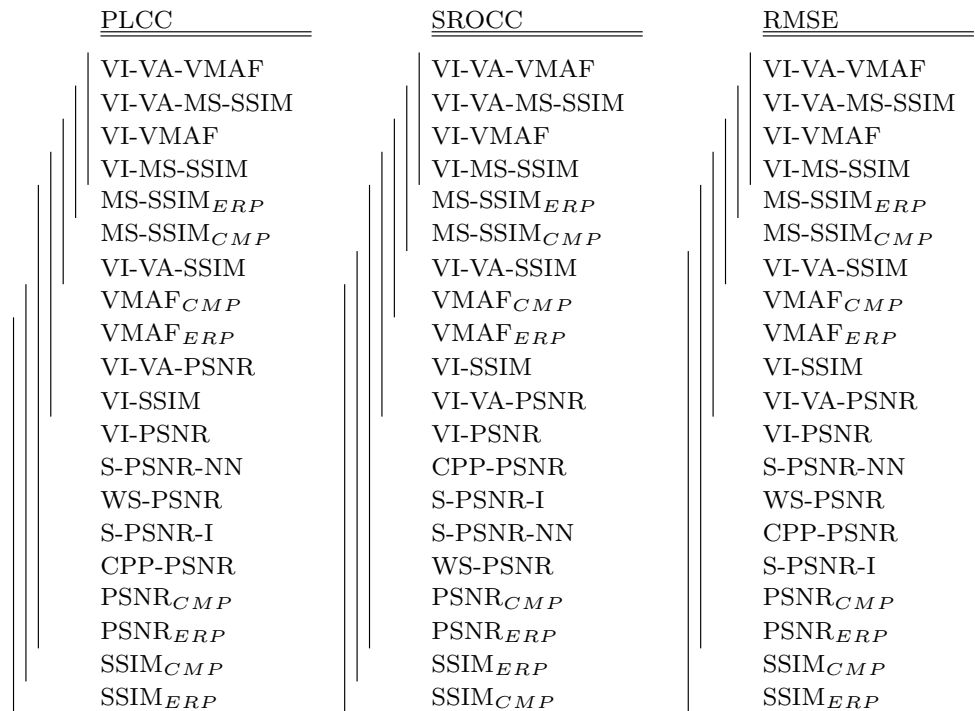 PLCC SROCC RMSE
VI-VA-VMAF VI-VA-VMAF VI-VA-VMAF
VI-VA-MS-SSIM VI-VA-MS-SSIM VI-VA-MS-SSIM
VI-VMAF VI-VMAF VI-VMAF
VI-MS-SSIM VI-MS-SSIM VI-MS-SSIM
MS-SSIM_ERP MS-SSIM_ERP MS-SSIM_ERP
MS-SSIM_CMP MS-SSIM_CMP MS-SSIM_CMP
VI-VA-SSIM VI-VA-SSIM VI-VA-SSIM
VMAF_CMP VMAF_CMP VMAF_CMP
VMAF_ERP VMAF_ERP VMAF_ERP
VI-VA-PSNR VI-SSIM VI-SSIM
VI-SSIM VI-VA-PSNR VI-VA-PSNR
VI-PSNR VI-PSNR VI-PSNR
S-PSNR-NN CPP-PSNR S-PSNR-NN
WS-PSNR S-PSNR-I WS-PSNR
S-PSNR-I S-PSNR-NN CPP-PSNR
CPP-PSNR WS-PSNR S-PSNR-I
PSNR_CMP PSNR_CMP PSNR_CMP
PSNR_ERP PSNR_ERP PSNR_ERP
SSIM_CMP SSIM_ERP SSIM_CMP
SSIM_ERP SSIM_CMP SSIM_ERP